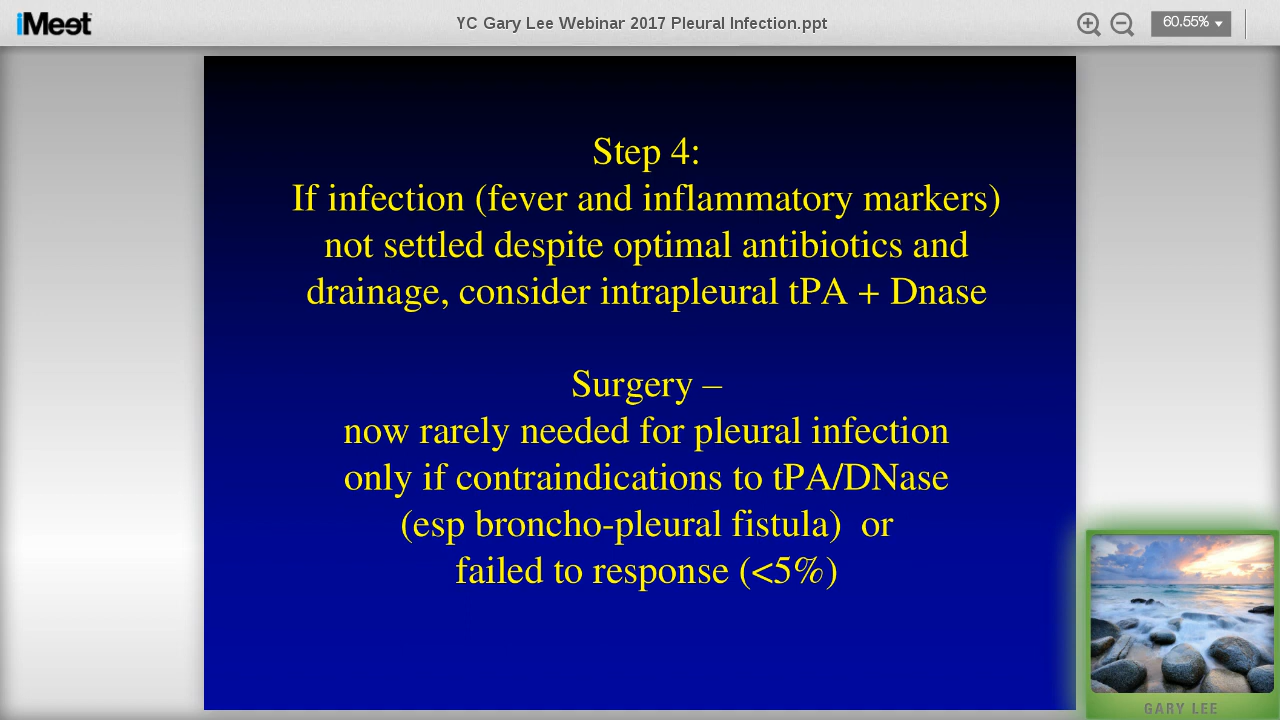 iMeet
YC Gary Lee Webinar 2017 Pleural Infection.ppt
60.55%
Step 4:
If infection (fever and inflammatory markers)
not settled despite optimal antibiotics and
drainage, consider intrapleural tPA + Dnase
Surgery –
now rarely needed for pleural infection
only if contraindications to tPA/DNase
(esp broncho-pleural fistula)  or
failed to response (<5%)
GARY LEE